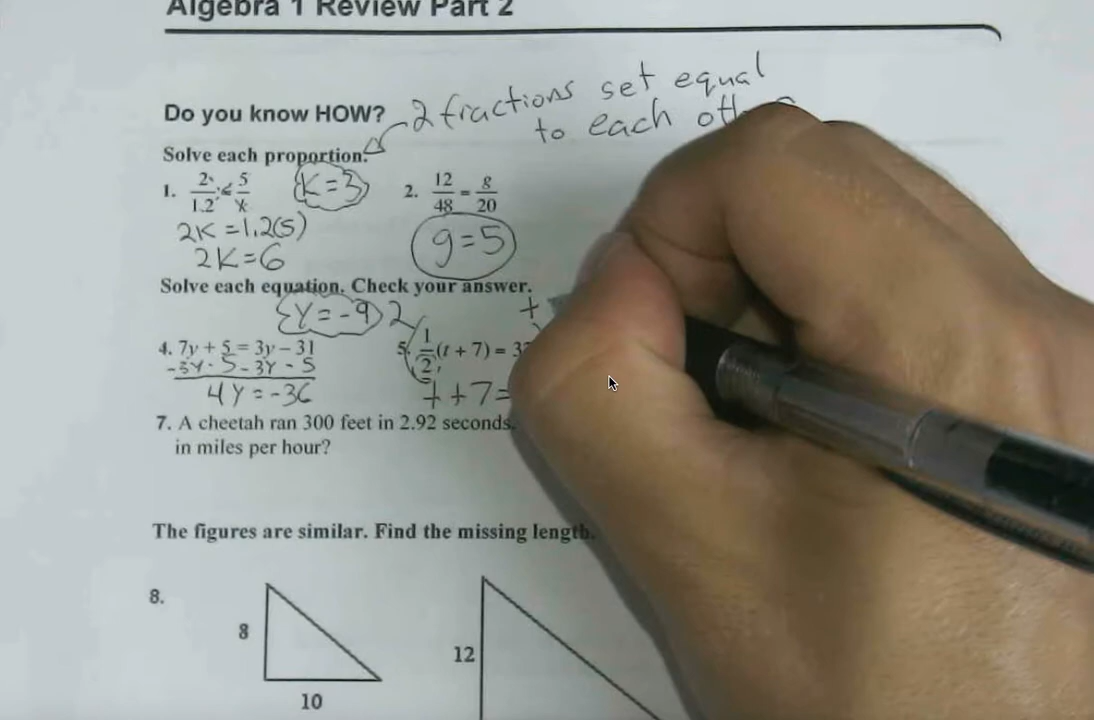 Algebra 1 Review Part 2
Do you know HOW?
2 fractions set equal
to each
Solve each proportion.
1. 2/1.2 = 5/k K=3 2. 12/48 = g/20
2K = 1.2(5)
2K = 6
g = 5
Solve each equation. Check your answer.
Y = -9 2
4. 7y + 5 = 3y – 31 5. 1/2(t + 7) =
-3Y - 5 -3Y - 5
4Y = -36 t + 7 =
7. A cheetah ran 300 feet in 2.92 seconds.
in miles per hour?
The figures are similar. Find the missing length.
8.
8
12
10